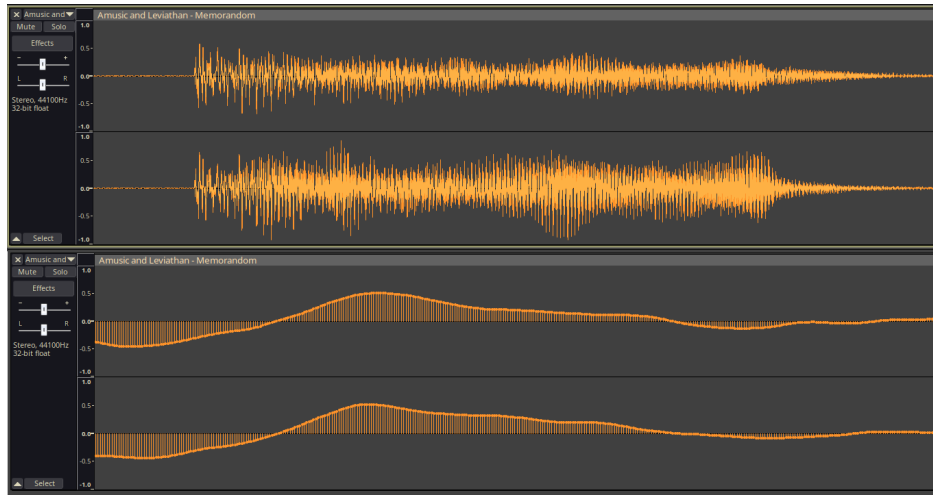 Amusic and Amusic and Leviathan - Memorandom
Mute Solo
Effects
- +
L R
Stereo, 44100Hz
32-bit float
Select
1.0
0.5-
0.0-
-0.5-
-1.0
1.0
0.5-
0.0-
-0.5-
-1.0
Amusic and Amusic and Leviathan - Memorandom
Mute Solo
Effects
- +
L R
Stereo, 44100Hz
32-bit float
Select
1.0
0.5-
0.0-
-0.5-
-1.0
1.0
0.5-
0.0-
-0.5-
-1.0